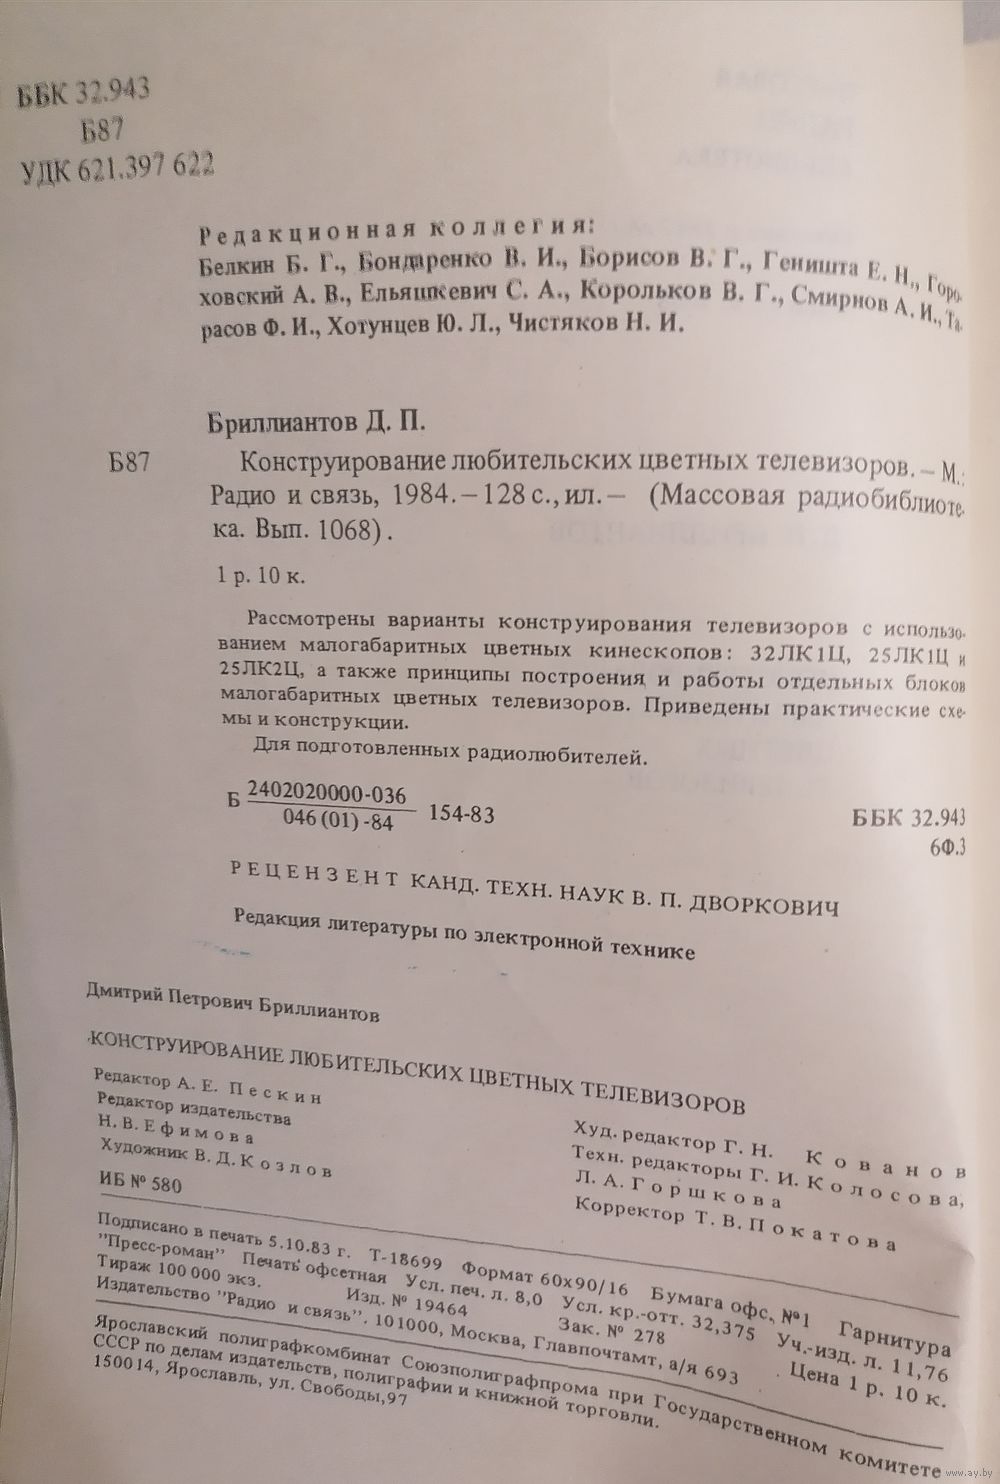 ББК 32.943
Б87
УДК 621.397 622
Редакционная коллегия:
Белкин Б. Г., Бондаренко В. И., Борисов В. Г., Геништа Е. Н., Горо-
ховский А. В., Ельяшкевич С. А., Корольков В. Г., Смирнов А. И., Та-
расов Ф. И., Хотунцев Ю. Л., Чистяков Н. И.
Бриллиантов Д. П.
Б87 Конструирование любительских цветных телевизоров. – М.:
Радио и связь, 1984. – 128 с., ил. – (Массовая радиобиблиоте-
ка. Вып. 1068).
1 р. 10 к.
Рассмотрены варианты конструирования телевизоров с использо-
ванием малогабаритных цветных кинескопов: 32ЛК1Ц, 25ЛК1Ц и
25ЛК2Ц, а также принципы построения и работы отдельных блоков
малогабаритных цветных телевизоров. Приведены практические схе-
мы и конструкции.
Для подготовленных радиолюбителей.
Б 2402020000-036
046 (01) -84 154-83
ББК 32.943
6Ф.3
РЕЦЕНЗЕНТ КАНД. ТЕХН. НАУК В. П. ДВОРКОВИЧ
Редакция литературы по электронной технике
Дмитрий Петрович Бриллиантов
КОНСТРУИРОВАНИЕ ЛЮБИТЕЛЬСКИХ ЦВЕТНЫХ ТЕЛЕВИЗОРОВ
Редактор А. Е. Пескин
Редактор издательства
Н. В. Ефимова
Художник В. Д. Козлов
Худ. редактор Г. Н. Кованов
Техн. редакторы Г. И. Колосова,
Л. А. Горшкова
Корректор Т. В. Покатова
ИБ № 580
Подписано в печать 5.10.83 г. Т-18699 Формат 60х90/16 Бумага офс, №1 Гарнитура
"Пресс-роман" Печать офсетная Усл. печ. л. 8,0 Усл. кр.-отт. 32,375 Уч.-изд. л. 11,76
Тираж 100 000 экз. Изд. № 19464 Зак. № 278 Цена 1 р. 10 к.
Издательство "Радио и связь". 101000, Москва, Главпочтамт, а/я 693
Ярославский полиграфкомбинат Союзполиграфпрома при Государственном комитете
СССР по делам издательств, полиграфии и книжной торговли.
150014, Ярославль, ул. Свободы,97
www.ay.by